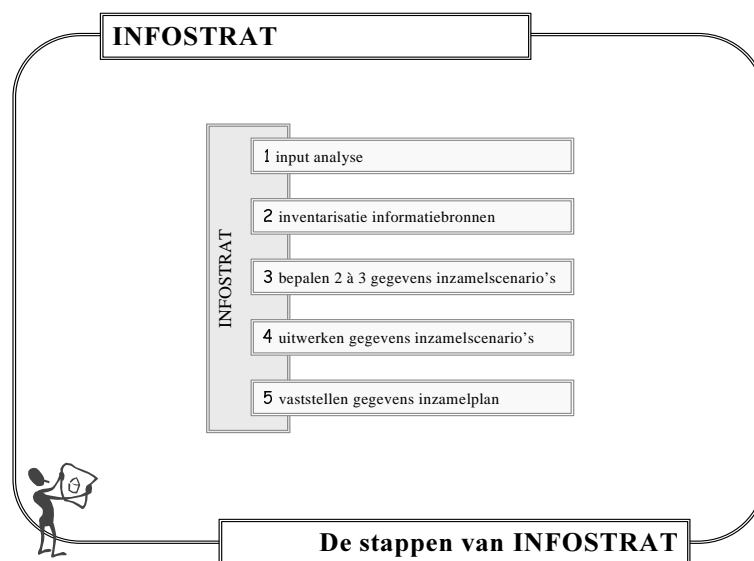 INFOSTRAT
INFOSTRAT
1 input analyse
2 inventarisatie informatiebronnen
3 bepalen 2 à 3 gegevens inzamelscenario’s
4 uitwerken gegevens inzamelscenario’s
5 vaststellen gegevens inzamelplan
De stappen van INFOSTRAT